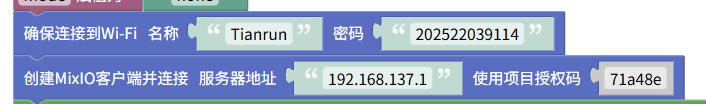 确保连接到Wi-Fi 名称 “ Tianrun ” 密码 “ 202522039114 ”
创建MixIO客户端并连接 服务器地址 “ 192.168.137.1 ” 使用项目授权码 71a48e